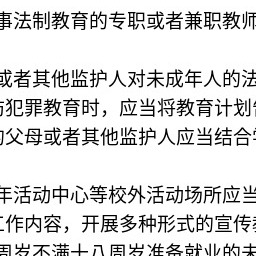 事法制教育的专职或者兼职教师
或者其他监护人对未成年人的法
防犯罪教育时，应当将教育计划告
的父母或者其他监护人应当结合学
年活动中心等校外活动场所应当
工作内容，开展多种形式的宣传教
周岁不满十八周岁准备就业的未